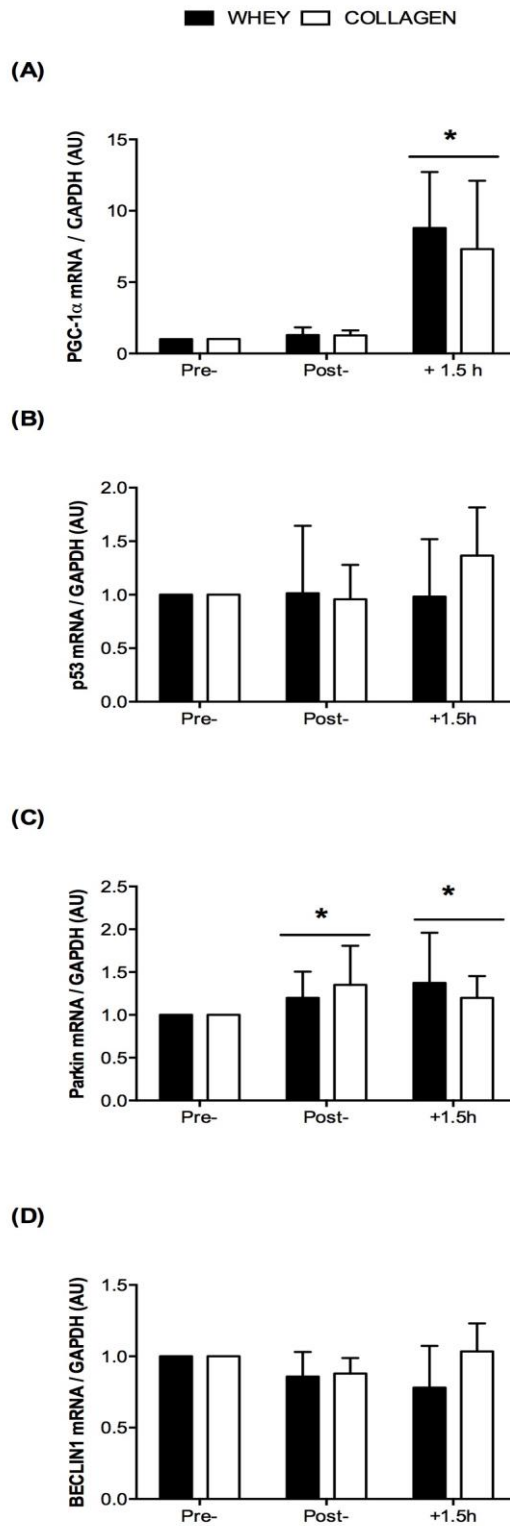 WHEY COLLAGEN
(A)
PGC-1α mRNA / GAPDH (AU)
15
10
5
0
*
Pre- Post- + 1.5 h
(B)
p53 mRNA / GAPDH (AU)
2.0
1.5
1.0
0.5
0.0
Pre- Post- +1.5h
(C)
Parkin mRNA / GAPDH (AU)
2.5
2.0
1.5
1.0
0.5
0.0
* *
Pre- Post- +1.5h
(D)
BECLIN1 mRNA / GAPDH (AU)
1.5
1.0
0.5
0.0
Pre- Post- +1.5h